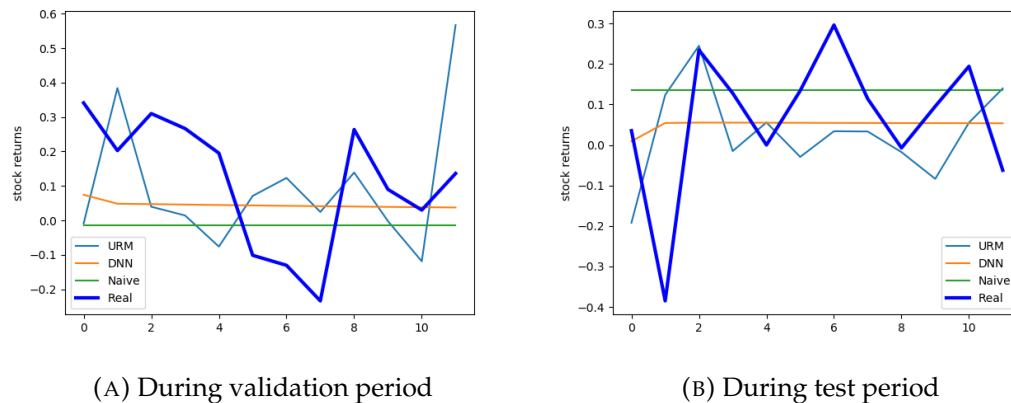 0.6
0.5
0.4
0.3
0.2
0.1
0.0
−0.1
−0.2
stock returns
URM
DNN
Naive
Real
0 2 4 6 8 10
(A) During validation period
0.3
0.2
0.1
0.0
−0.1
−0.2
−0.3
−0.4
stock returns
URM
DNN
Naive
Real
0 2 4 6 8 10
(B) During test period